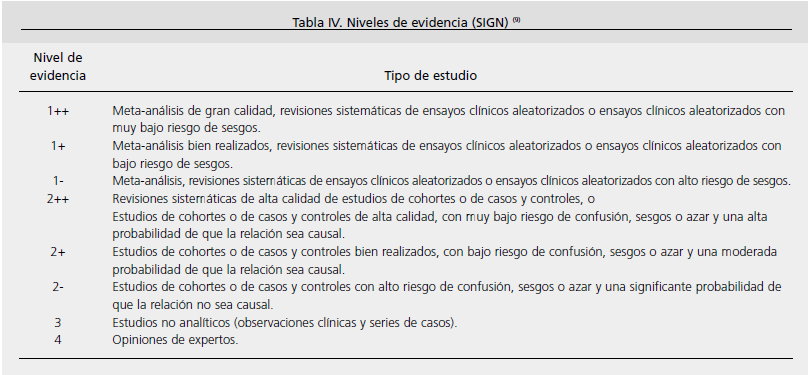 Tabla IV. Niveles de evidencia (SIGN) (9)
Nivel de
evidencia
Tipo de estudio
1++ Meta-análisis de gran calidad, revisiones sistemáticas de ensayos clínicos aleatorizados o ensayos clínicos aleatorizados con
muy bajo riesgo de sesgos.
1+ Meta-análisis bien realizados, revisiones sistemáticas de ensayos clínicos aleatorizados o ensayos clínicos aleatorizados con
bajo riesgo de sesgos.
1- Meta-análisis, revisiones sistemáticas de ensayos clínicos aleatorizados o ensayos clínicos aleatorizados con alto riesgo de sesgos.
2++ Revisiones sistemáticas de alta calidad de estudios de cohortes o de casos y controles, o
Estudios de cohortes o de casos y controles de alta calidad, con muy bajo riesgo de confusión, sesgos o azar y una alta
probabilidad de que la relación sea causal.
2+ Estudios de cohortes o de casos y controles bien realizados, con bajo riesgo de confusión, sesgos o azar y una moderada
probabilidad de que la relación sea causal.
2- Estudios de cohortes o de casos y controles con alto riesgo de confusión, sesgos o azar y una significante probabilidad de
que la relación no sea causal.
3 Estudios no analíticos (observaciones clínicas y series de casos).
4 Opiniones de expertos.